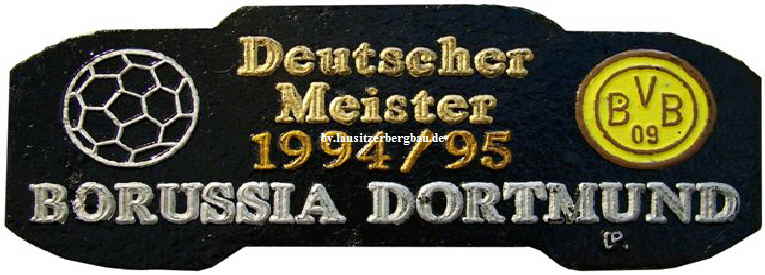 Deutscher
Meister
by.lausitzerbergbau.de
1994/95
BVB
09
BORUSSIA DORTMUND